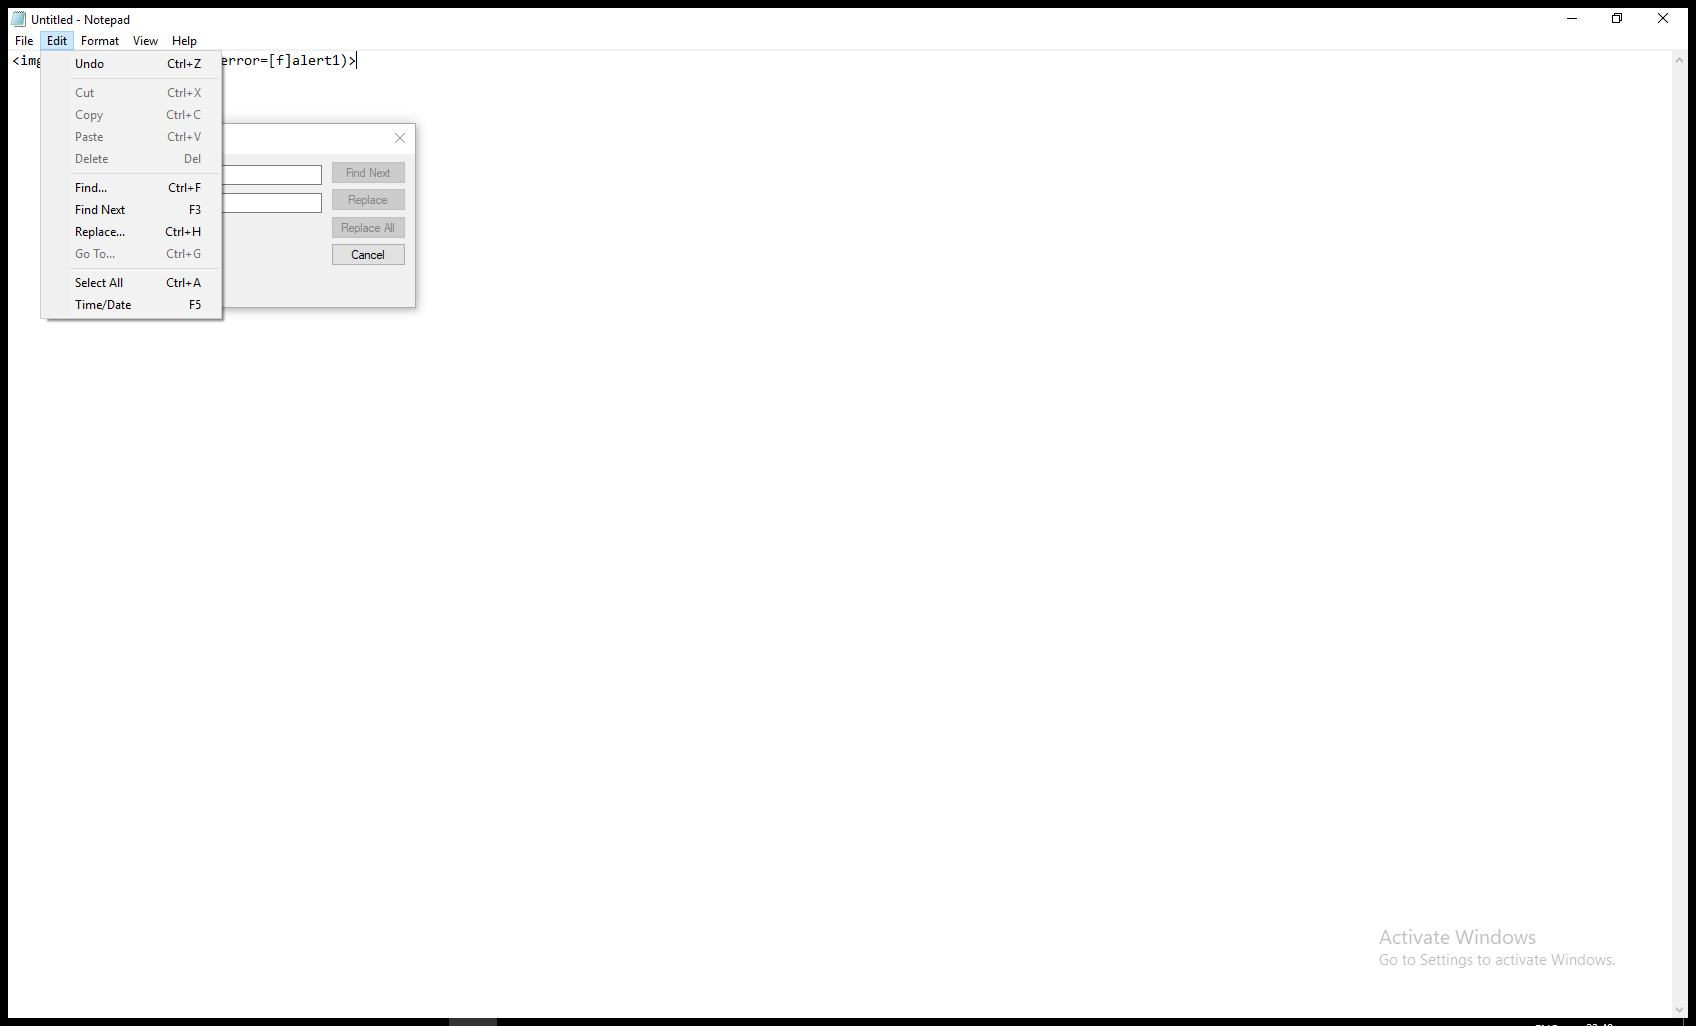 Untitled - Notepad
File Edit Format View Help
error=[f]alert1)>
Undo Ctrl+Z
Cut Ctrl+X
Copy Ctrl+C
Paste Ctrl+V
Delete Del
Find... Ctrl+F
Find Next F3
Replace... Ctrl+H
Go To... Ctrl+G
Select All Ctrl+A
Time/Date F5
Find Next
Replace
Replace All
Cancel
Activate Windows
Go to Settings to activate Windows.